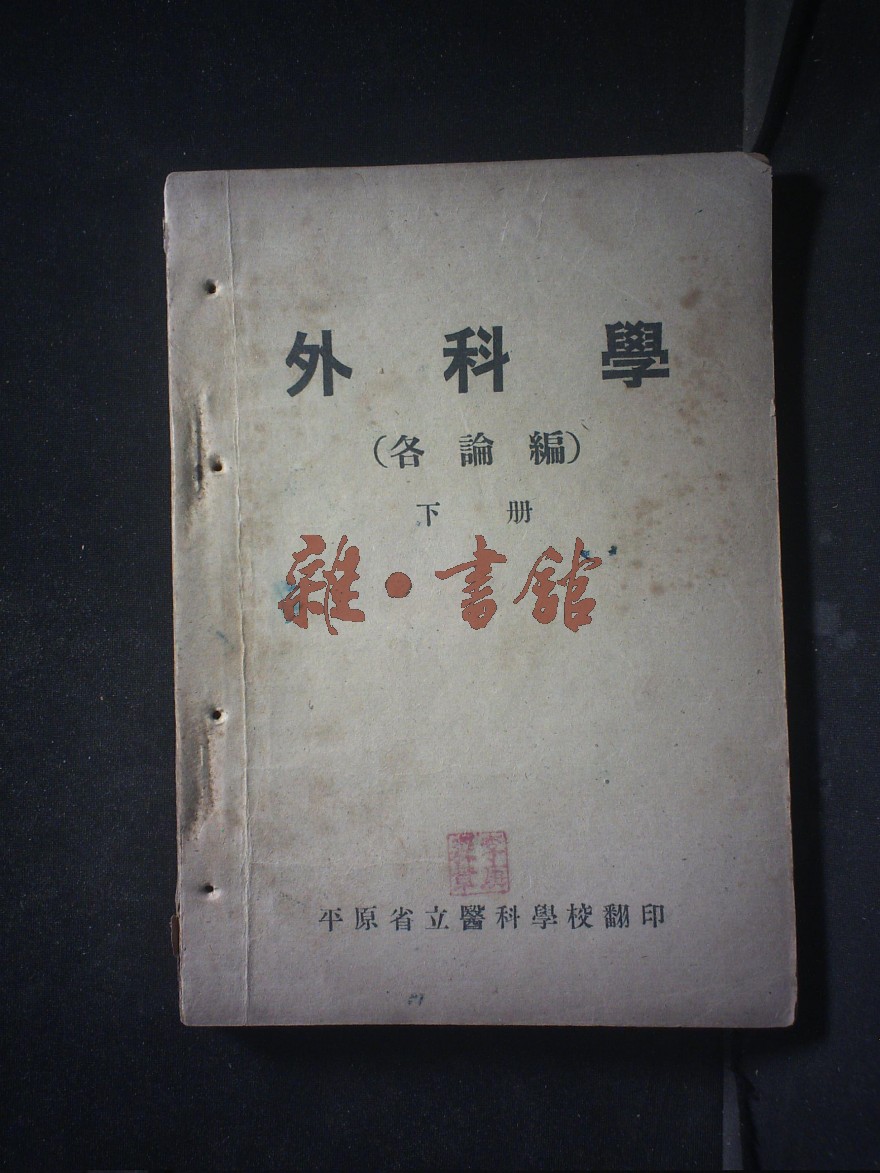 外科學
(各論編)
下册
雜·書館
平原省立醫科學校翻印